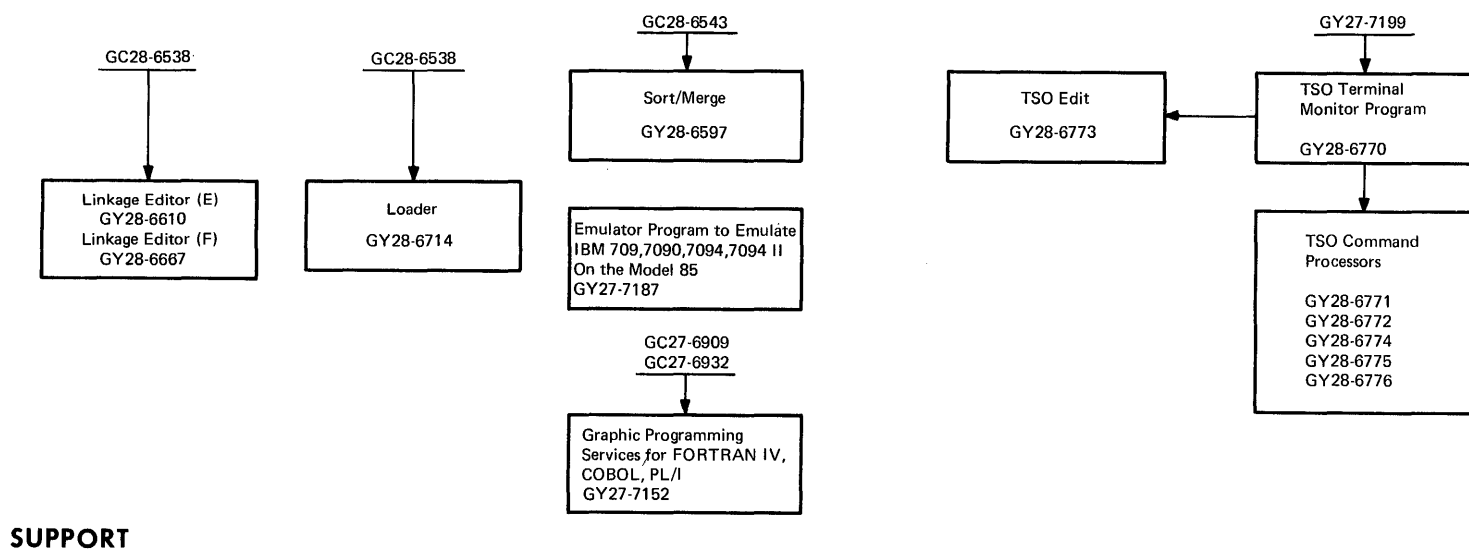 GC28-6538
Linkage Editor (E)
GY28-6610
Linkage Editor (F)
GY28-6667
GC28-6538
Loader
GY28-6714
GC28-6543
Sort/Merge
GY28-6597
Emulator Program to Emulate
IBM 709,7090,7094,7094 II
On the Model 85
GY27-7187
GC27-6909
GC27-6932
Graphic Programming
Services for FORTRAN IV,
COBOL, PL/I
GY27-7152
TSO Edit
GY28-6773
GY27-7199
TSO Terminal
Monitor Program
GY28-6770
TSO Command
Processors
GY28-6771
GY28-6772
GY28-6774
GY28-6775
GY28-6776
SUPPORT